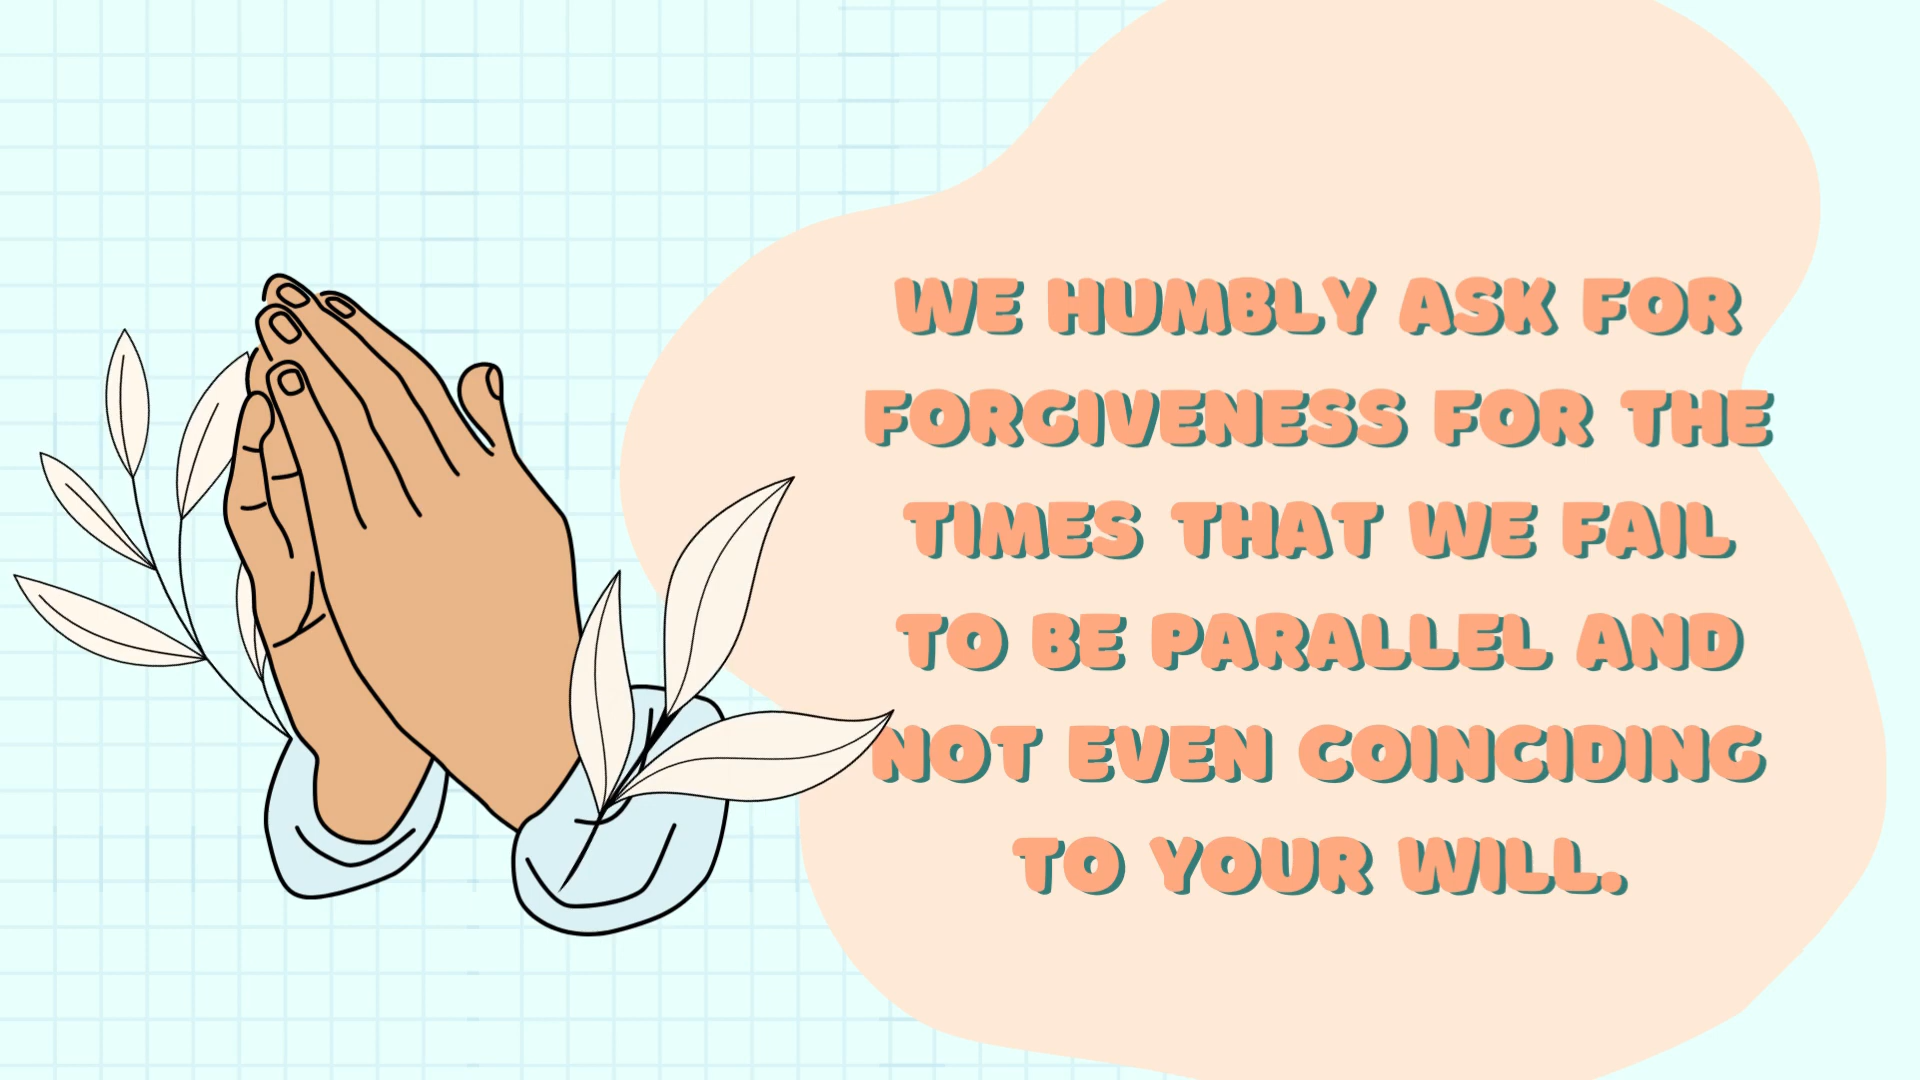 WE HUMBLY ASK FOR
FORGIVENESS FOR THE
TIMES THAT WE FAIL
TO BE PARALLEL AND
NOT EVEN COINCIDING
TO YOUR WILL.